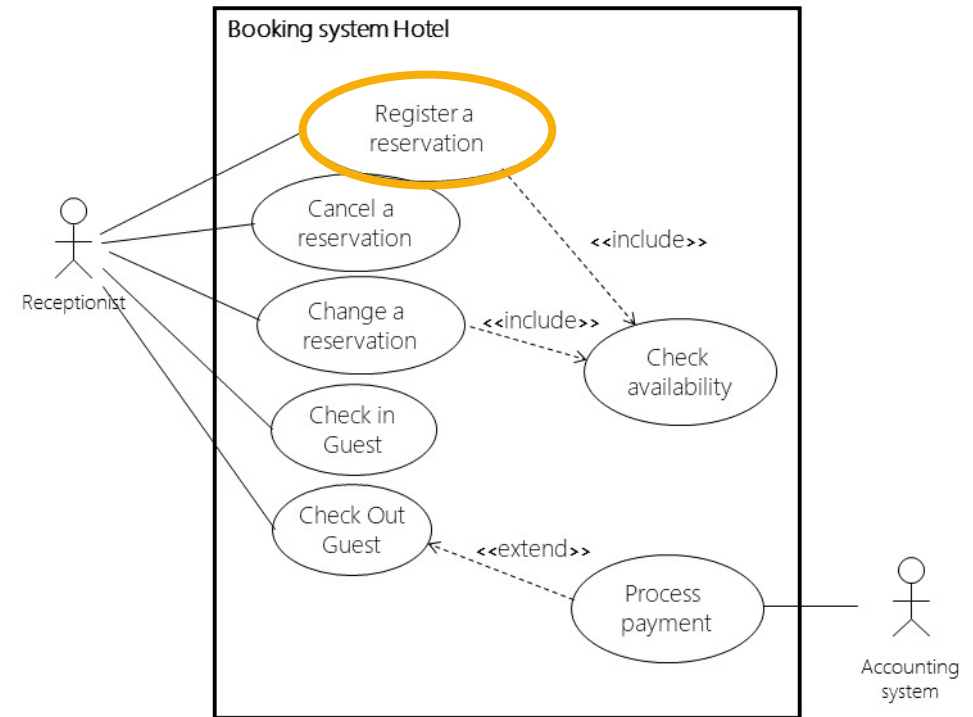 Booking system Hotel
Register a
reservation
Cancel a
reservation
<<include>>
Receptionist
Change a
reservation
<<include>>
Check
availability
Check in
Guest
Check Out
Guest
<<extend>>
Process
payment
Accounting
system